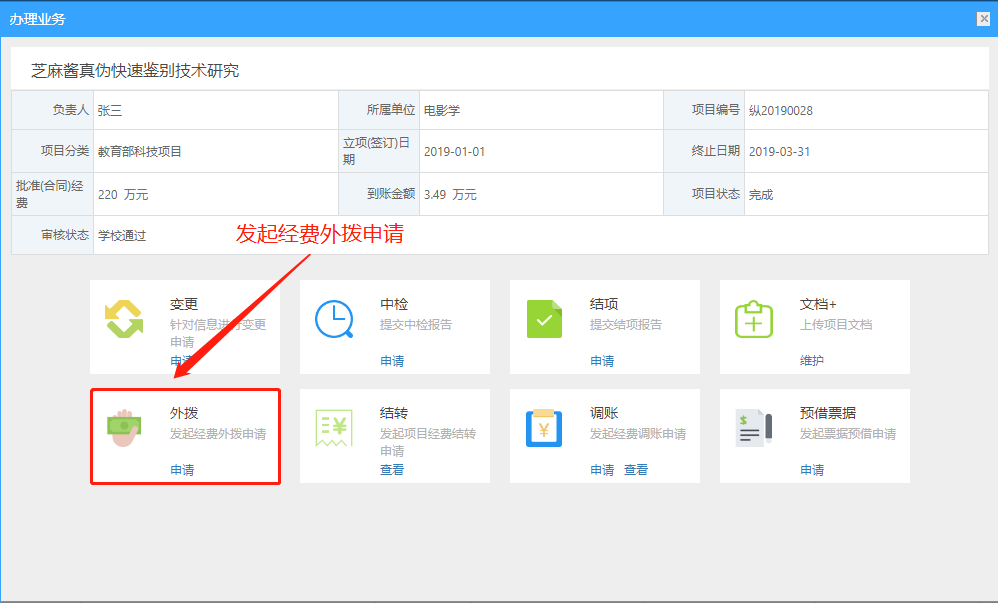 办理业务
芝麻酱真伪快速鉴别技术研究
负责人 张三 所属单位 电影学 项目编号 纵20190028
项目分类 教育部科技项目 立项(签订)日期 2019-01-01 终止日期 2019-03-31
批准(合同)经费 220 万元 到账金额 3.49 万元 项目状态 完成
审核状态 学校通过
发起经费外拨申请
变更
针对信息进行变更
申请
申请
中检
提交中检报告
申请
结项
提交结项报告
申请
文档+
上传项目文档
维护
外拨
发起经费外拨申请
申请
结转
发起项目经费结转
申请
查看
调账
发起经费调账申请
申请 查看
预借票据
发起票据预借申请
申请